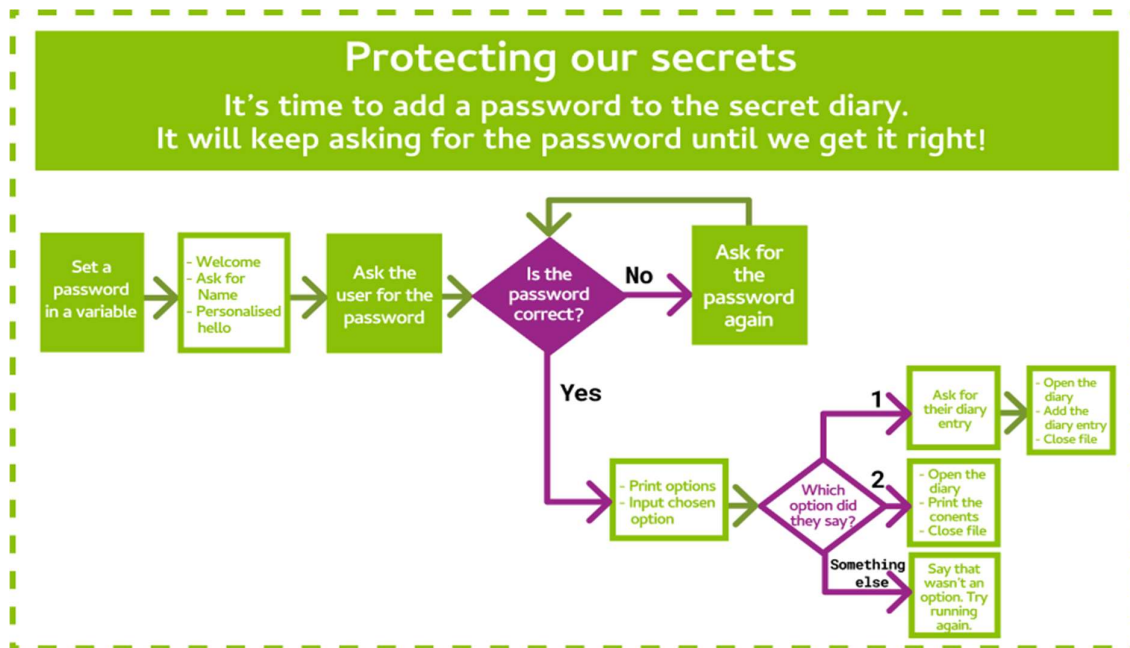 Protecting our secrets
It's time to add a password to the secret diary.
It will keep asking for the password until we get it right!
Set a
password
in a variable
- Welcome
- Ask for
Name
- Personalised
hello
Ask the
user for the
password
Is the
password
correct?
No
Ask for
the
password
again
Yes
- Print options
- Input chosen
option
Which
option did
they say?
1
Ask for
their diary
entry
- Open the
diary
- Add the
diary entry
- Close file
2
- Open the
diary
- Print the
conents
- Close file
Something
else
Say that
wasn't an
option. Try
running
again.